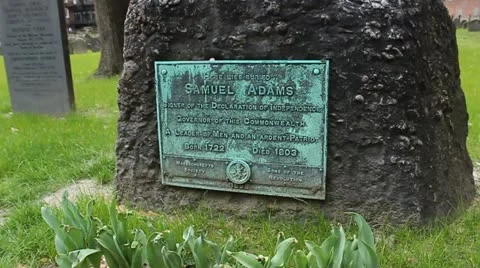 HERE LIES BURIED
SAMUEL ADAMS
SIGNER OF THE DECLARATION OF INDEPENDENCE
GOVERNOR OF THIS COMMONWEALTH
A LEADER OF MEN AND AN ARDENT PATRIOT
BORN 1722 DIED 1803
MASSACHUSETTS SONS OF THE
SOCIETY REVOLUTION